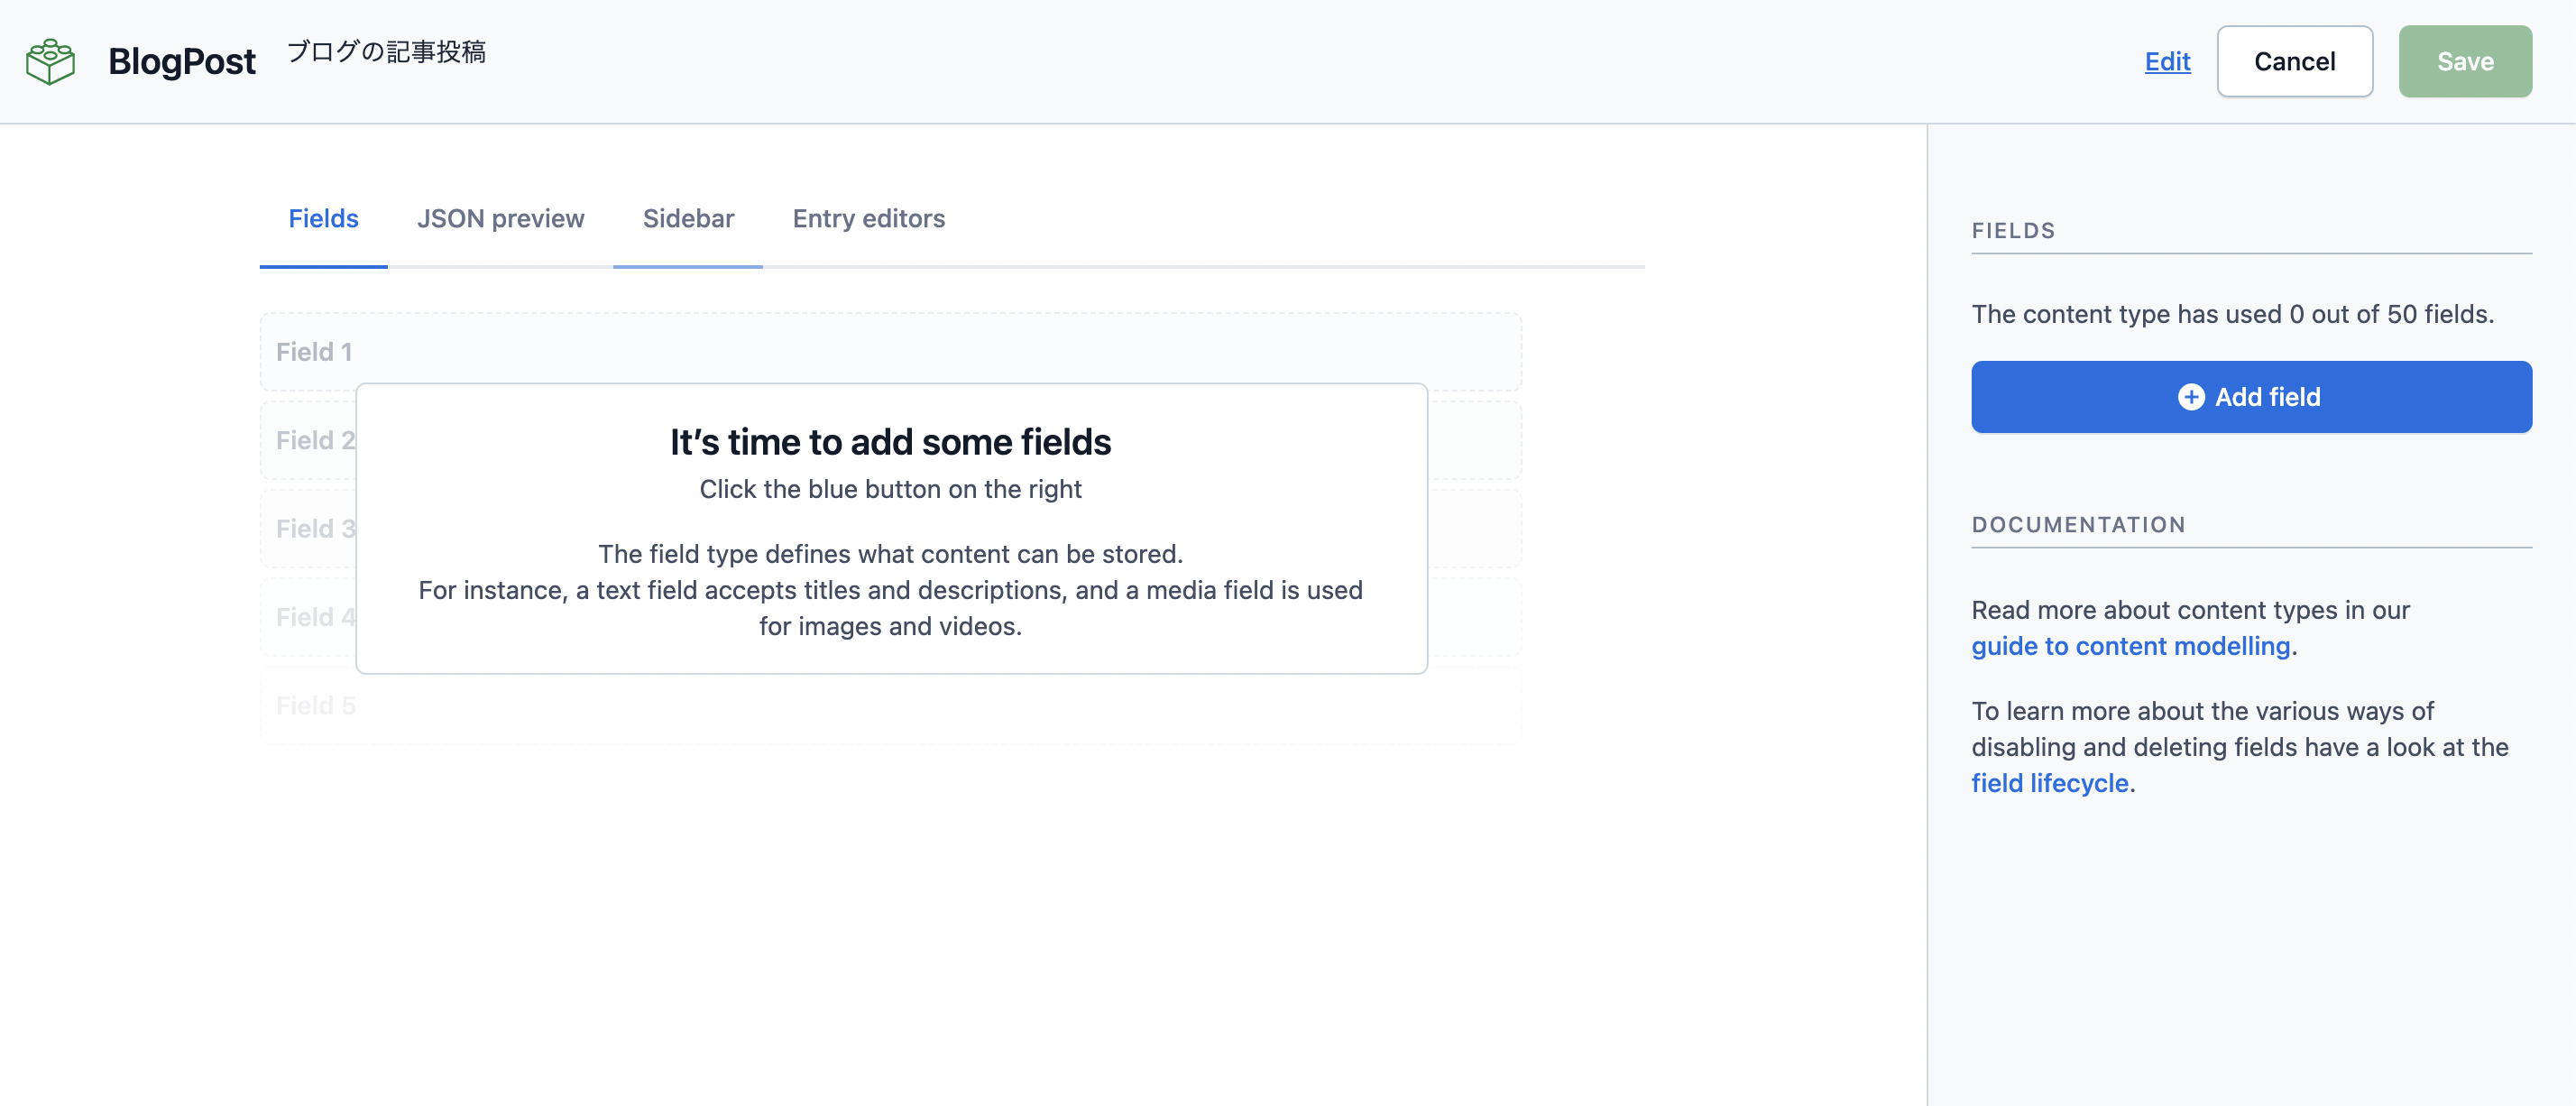 BlogPost ブログの記事投稿
Edit Cancel Save
Fields JSON preview Sidebar Entry editors
Field 1
Field 2
Field 3
Field 4
Field 5
It’s time to add some fields
Click the blue button on the right
The field type defines what content can be stored.
For instance, a text field accepts titles and descriptions, and a media field is used
for images and videos.
FIELDS
The content type has used 0 out of 50 fields.
Add field
DOCUMENTATION
Read more about content types in our
guide to content modelling.
To learn more about the various ways of
disabling and deleting fields have a look at the
field lifecycle.